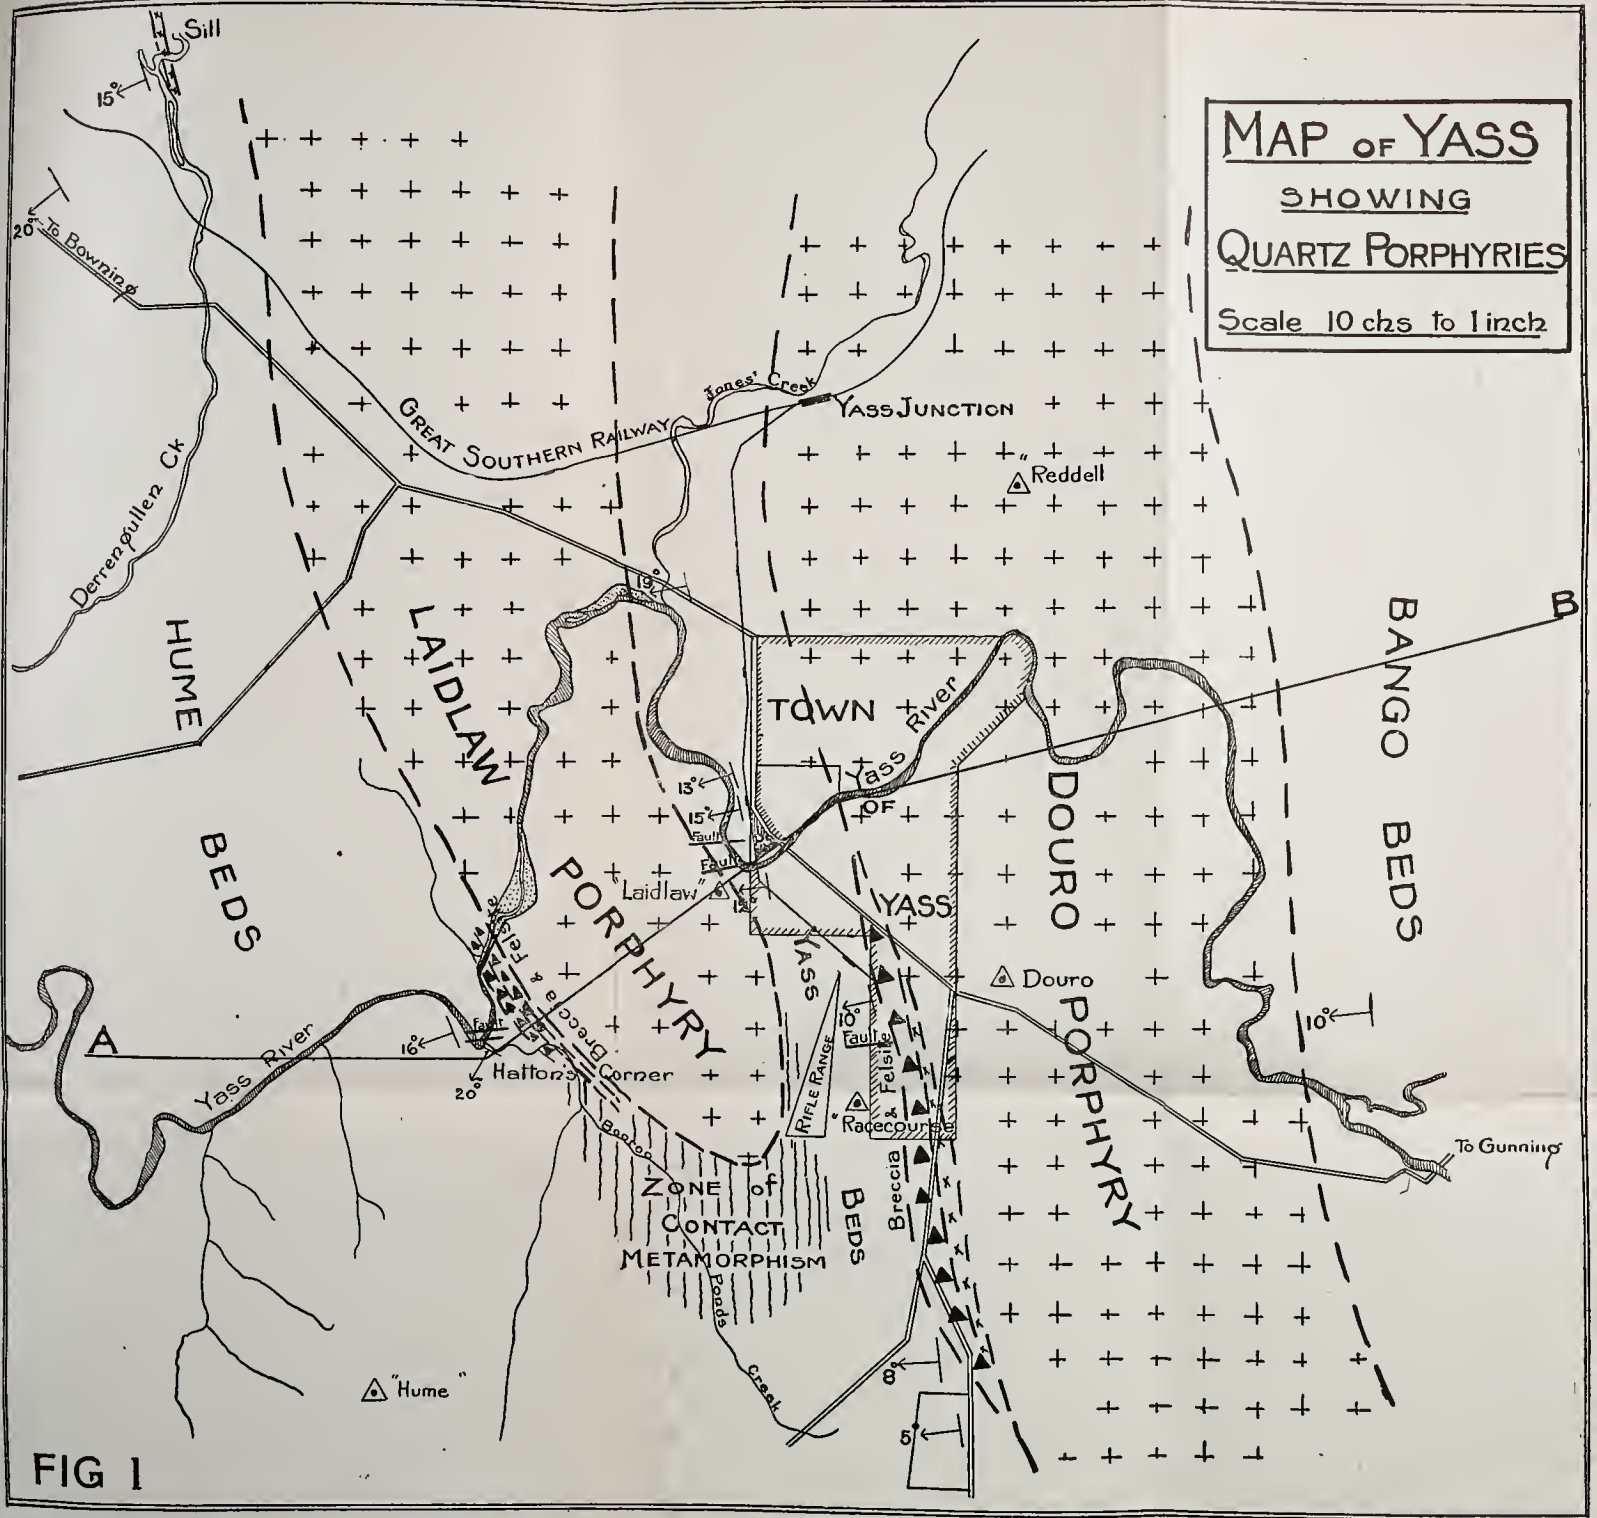 Sill
15°
20°
To Bowning
MAP OF YASS
SHOWING
QUARTZ PORPHYRIES
Scale 10 chs to 1 inch
Jones' Creek
YASS JUNCTION
GREAT SOUTHERN RAILWAY
Reddell
Derrengullen Ck
19°
HUME
BEDS
LAIDLAW
PORPHYRY
TOWN
OF
YASS
Yass River
B
BANGO
BEDS
DOURO
PORPHYRY
13°
15°
Fault
Fault
"Laidlaw"
12°
YASS
BEDS
Douro
10°
10°
Fault
RIFLE RANGE
"Racecourse
Breccia & Felsite
Breccia & Felsite
A
Yass River
16°
Fault
20°
Hattons Corner
Booroo Ponds Creek
ZONE of
CONTACT
METAMORPHISM
To Gunning
8°
5
"Hume"
FIG 1